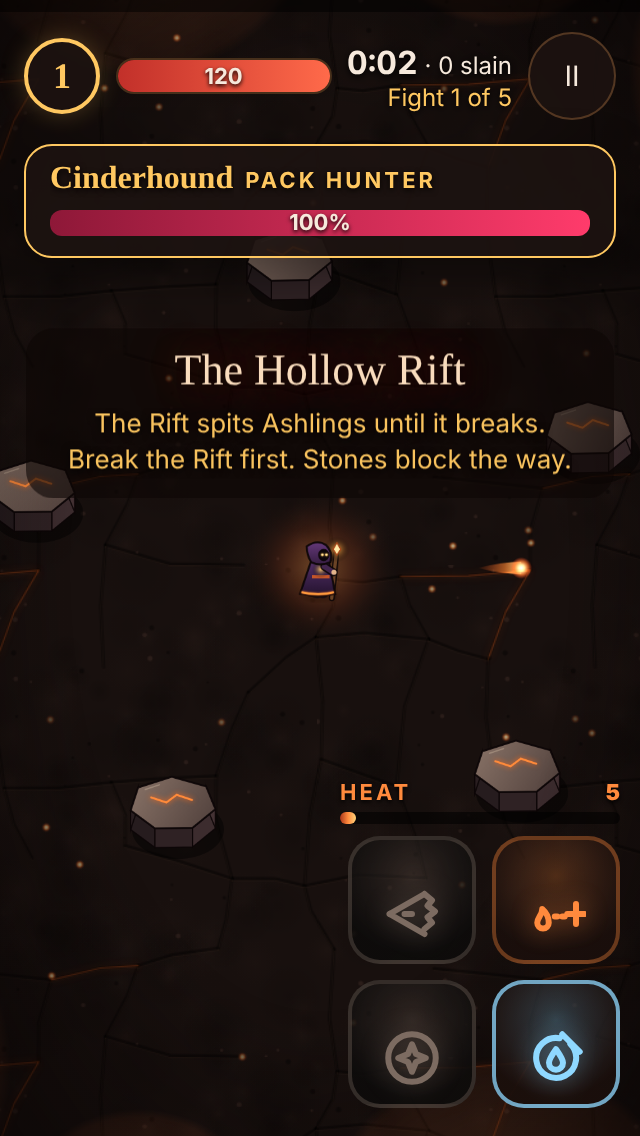 1
120
0:02 · 0 slain
Fight 1 of 5
Cinderhound PACK HUNTER
100%
The Hollow Rift
The Rift spits Ashlings until it breaks.
Break the Rift first. Stones block the way.
HEAT 5